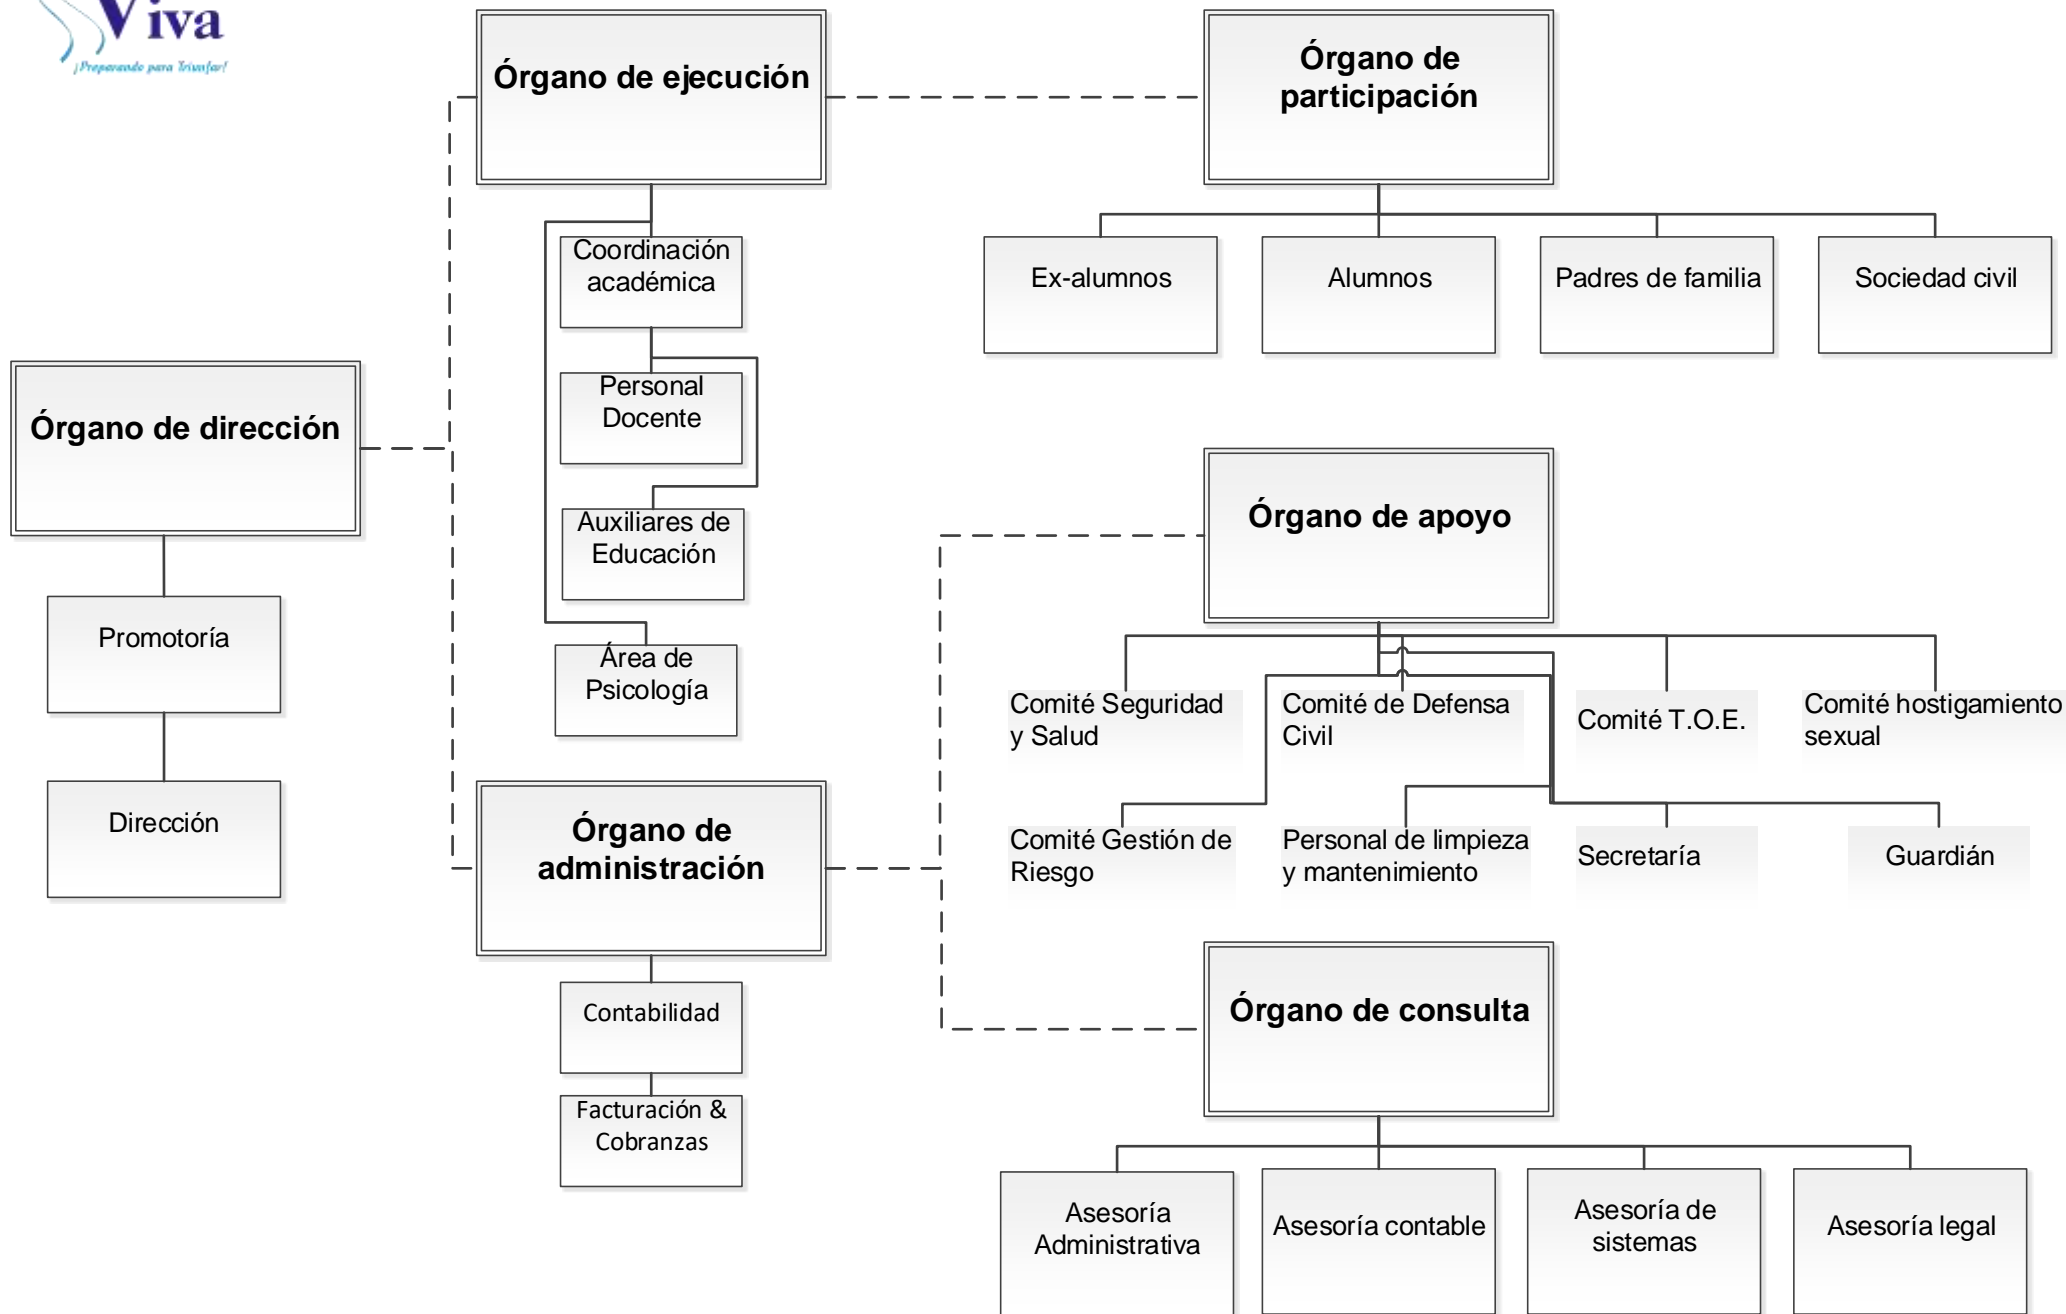 Viva
¡Preparando para Triunfar!
Órgano de ejecución
Órgano de
participación
Coordinación
académica
Ex-alumnos
Alumnos
Padres de familia
Sociedad civil
Personal
Docente
Órgano de dirección
Auxiliares de
Educación
Órgano de apoyo
Promotoría
Área de
Psicología
Comité Seguridad
y Salud
Comité de Defensa
Civil
Comité T.O.E.
Comité hostigamiento
sexual
Dirección
Órgano de
administración
Comité Gestión de
Riesgo
Personal de limpieza
y mantenimiento
Secretaría
Guardián
Contabilidad
Órgano de consulta
Facturación &
Cobranzas
Asesoría
Administrativa
Asesoría contable
Asesoría de
sistemas
Asesoría legal